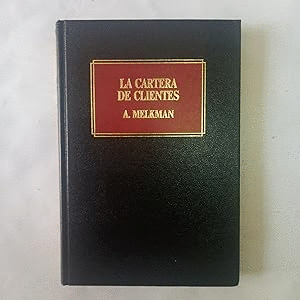 LA CARTERA
DE CLIENTES
A. MELKMAN